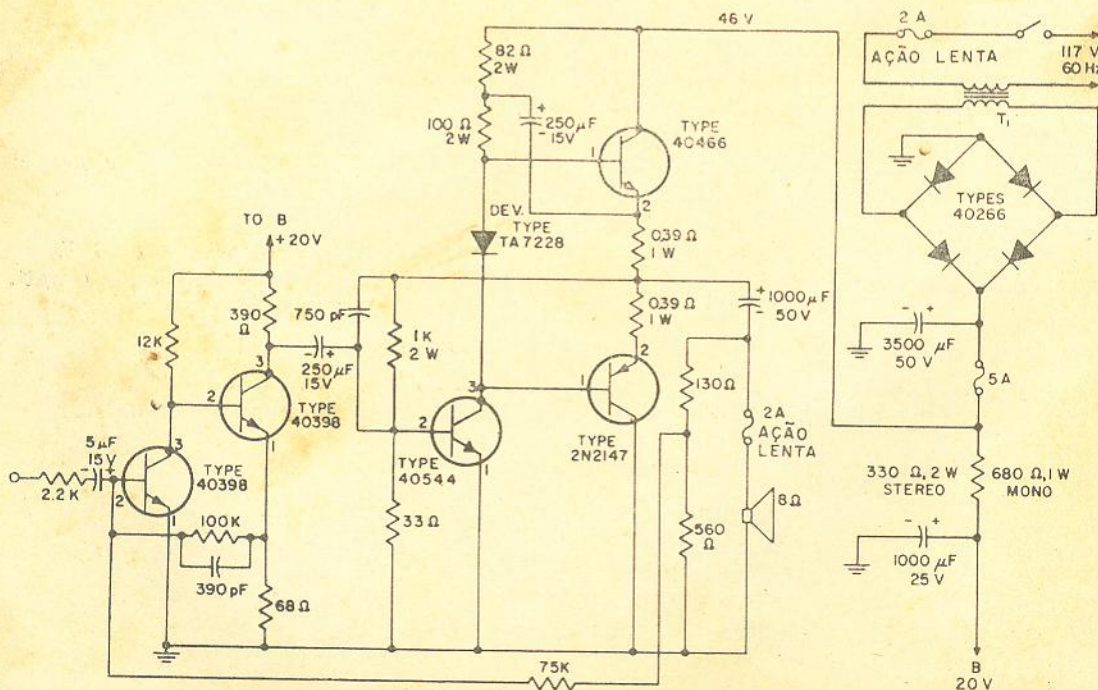 46 V
2 A
AÇÃO LENTA
117 V
60 Hz
T1
82 Ω
2W
100 Ω
2W
+
-
250 µF
15V
TYPE
40466
1
2
DEV.
TYPE
TA7228
TYPES
40266
TO B
+20V
0.39 Ω
1 W
0.39 Ω
1W
+
-
1000 µF
50 V
390
Ω
750 pF
12K
3
- +
250 µF
15V
1K
2 W
2
1
TYPE
40398
2
3
1
TYPE
40544
1
2
TYPE
2N2147
130Ω
2A
AÇÃO
LENTA
- +
3500 µF
50 V
5 A
5 µF
15V
- +
2.2 K
2
3
1
TYPE
40398
100K
390 pF
33 Ω
68 Ω
560
Ω
8Ω
330 Ω, 2 W
STEREO
680 Ω, 1 W
MONO
- +
1000 µF
25 V
75K
B
20 V